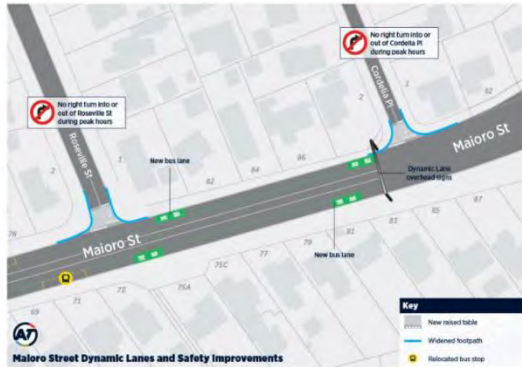 No right turn into or
out of Cordelia Pl
during peak hours
No right turn into or
out of Roseville St
during peak hours
Cordelia Pl
Roseville St
Maioro St
New bus lane
Dynamic Lane
overhead signs
Maioro St
New bus lane
2
1
92
2
1
82
84
86
78
69
71
73
75A
75C
77
79
81
83
85
87
AT
Maioro Street Dynamic Lanes and Safety Improvements
Key
New raised table
Widened footpath
Relocated bus stop